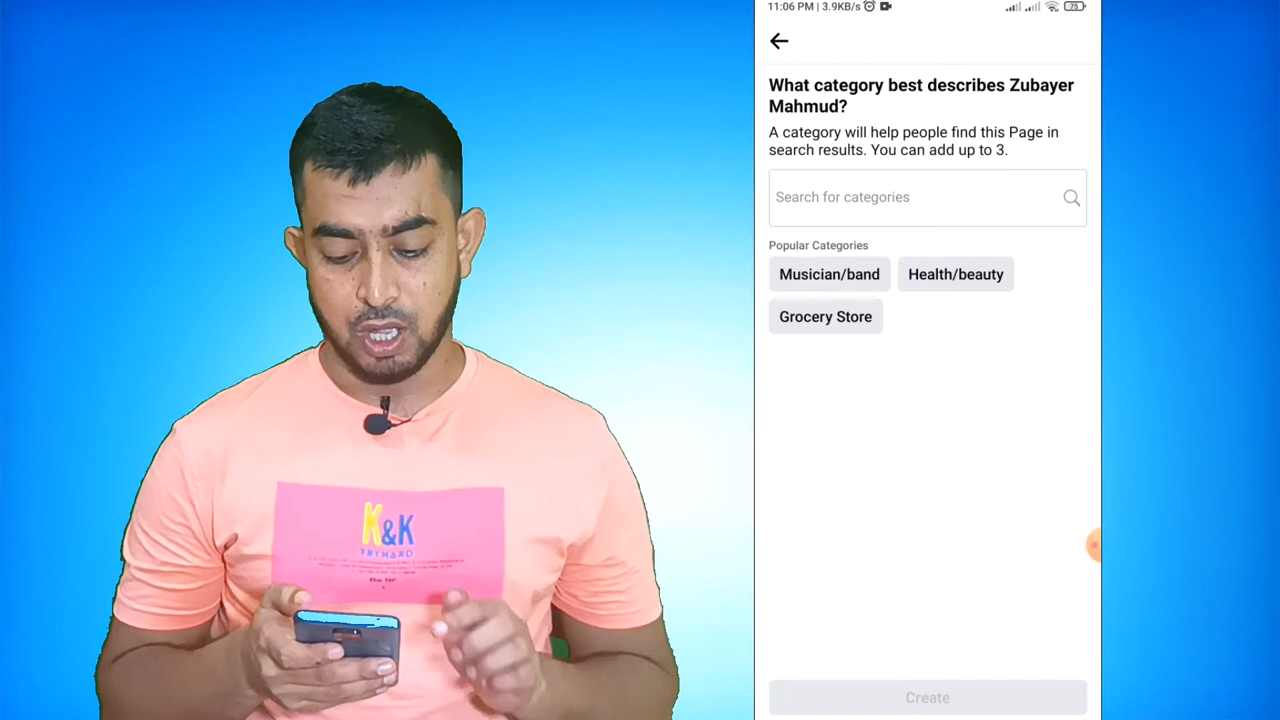 11:06 PM | 3.9KB/s
75
What category best describes Zubayer
Mahmud?
A category will help people find this Page in
search results. You can add up to 3.
Search for categories
Popular Categories
Musician/band
Health/beauty
Grocery Store
Create
K&K
TRYHARD